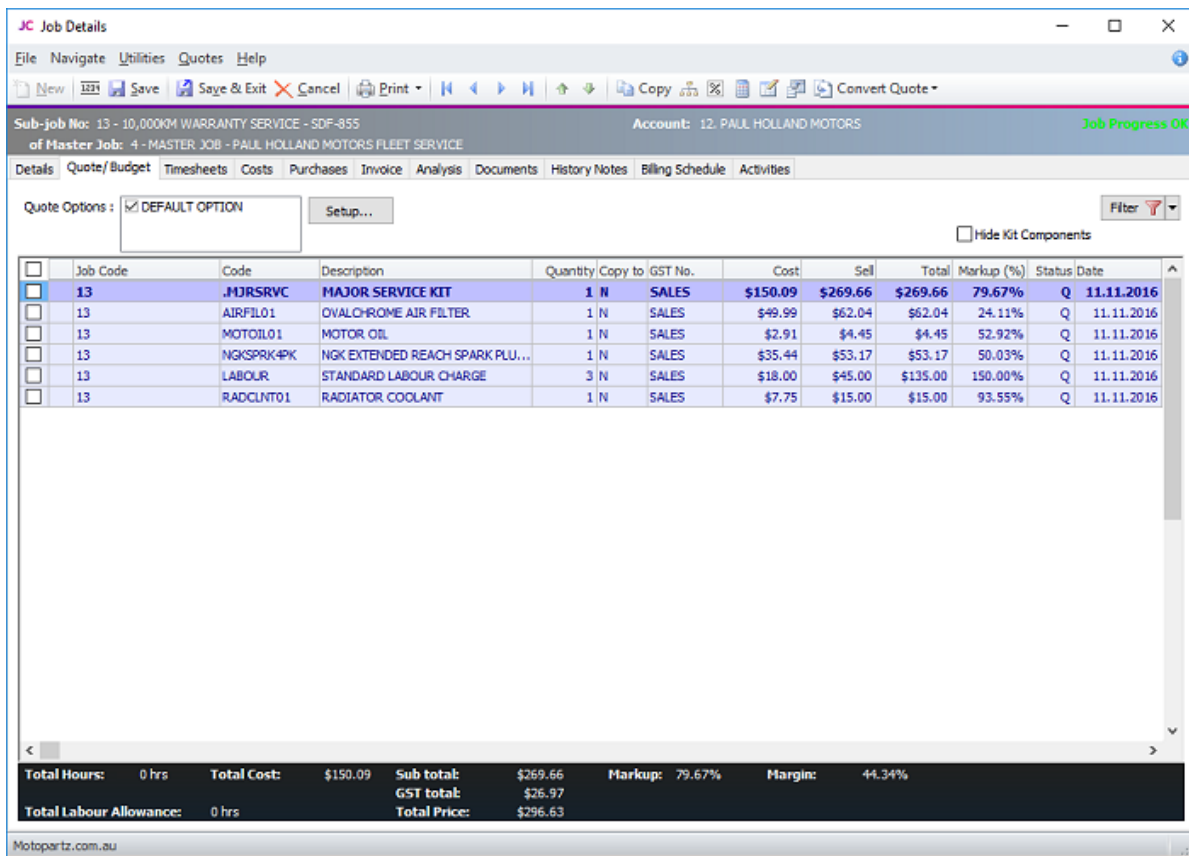 JC Job Details
File Navigate Utilities Quotes Help
New 1234 Save Save & Exit Cancel Print Copy Convert Quote
Sub-job No: 13 - 10,000KM WARRANTY SERVICE - SDF-855 Account: 12. PAUL HOLLAND MOTORS Job Progress OK
of Master Job: 4 - MASTER JOB - PAUL HOLLAND MOTORS FLEET SERVICE
Details Quote/Budget Timesheets Costs Purchases Invoice Analysis Documents History Notes Billing Schedule Activities
Quote Options : DEFAULT OPTION Setup... Filter
Hide Kit Components
Job Code Code Description Quantity Copy to GST No. Cost Sell Total Markup (%) Status Date
13 .MJRSRVC MAJOR SERVICE KIT 1 N SALES $150.09 $269.66 $269.66 79.67% Q 11.11.2016
13 AIRFIL01 OVALCHROME AIR FILTER 1 N SALES $49.99 $62.04 $62.04 24.11% Q 11.11.2016
13 MOTOIL01 MOTOR OIL 1 N SALES $2.91 $4.45 $4.45 52.92% Q 11.11.2016
13 NGKSPRK4PK NGK EXTENDED REACH SPARK PLU... 1 N SALES $35.44 $53.17 $53.17 50.03% Q 11.11.2016
13 LABOUR STANDARD LABOUR CHARGE 3 N SALES $18.00 $45.00 $135.00 150.00% Q 11.11.2016
13 RADCLNT01 RADIATOR COOLANT 1 N SALES $7.75 $15.00 $15.00 93.55% Q 11.11.2016
Total Hours: 0 hrs Total Cost: $150.09 Sub total: $269.66 Markup: 79.67% Margin: 44.34%
GST total: $26.97
Total Labour Allowance: 0 hrs Total Price: $296.63
Motopartz.com.au